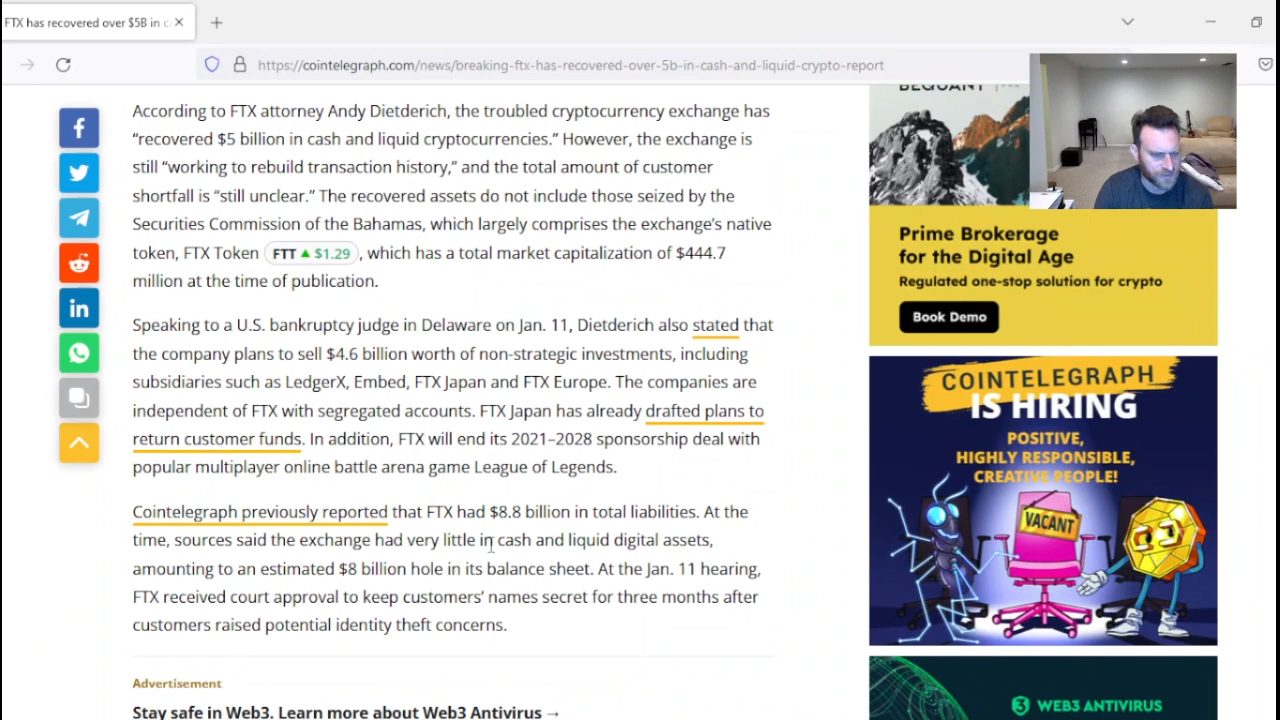 FTX has recovered over $5B in c
https://cointelegraph.com/news/breaking-ftx-has-recovered-over-5b-in-cash-and-liquid-crypto-report
According to FTX attorney Andy Dietderich, the troubled cryptocurrency exchange has
“recovered $5 billion in cash and liquid cryptocurrencies.” However, the exchange is
still “working to rebuild transaction history,” and the total amount of customer
shortfall is “still unclear.” The recovered assets do not include those seized by the
Securities Commission of the Bahamas, which largely comprises the exchange’s native
token, FTX Token FTT ▲ $1.29 , which has a total market capitalization of $444.7
million at the time of publication.
Speaking to a U.S. bankruptcy judge in Delaware on Jan. 11, Dietderich also stated that
the company plans to sell $4.6 billion worth of non-strategic investments, including
subsidiaries such as LedgerX, Embed, FTX Japan and FTX Europe. The companies are
independent of FTX with segregated accounts. FTX Japan has already drafted plans to
return customer funds. In addition, FTX will end its 2021–2028 sponsorship deal with
popular multiplayer online battle arena game League of Legends.
Cointelegraph previously reported that FTX had $8.8 billion in total liabilities. At the
time, sources said the exchange had very little in cash and liquid digital assets,
amounting to an estimated $8 billion hole in its balance sheet. At the Jan. 11 hearing,
FTX received court approval to keep customers’ names secret for three months after
customers raised potential identity theft concerns.
Advertisement
Stay safe in Web3. Learn more about Web3 Antivirus →
BEQUANT
Prime Brokerage
for the Digital Age
Regulated one-stop solution for crypto
Book Demo
COINTELEGRAPH
IS HIRING
POSITIVE,
HIGHLY RESPONSIBLE,
CREATIVE PEOPLE!
VACANT
WEB3 ANTIVIRUS